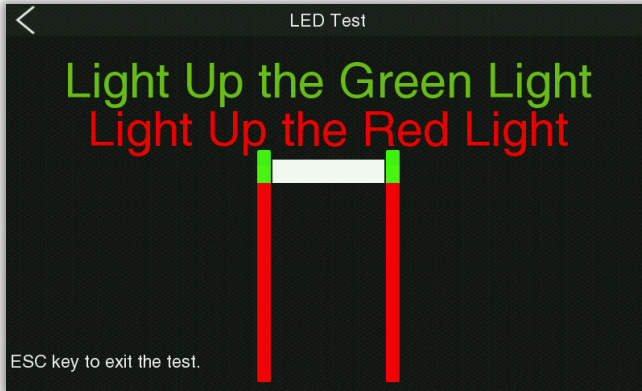 LED Test
Light Up the Green Light
Light Up the Red Light
ESC key to exit the test.